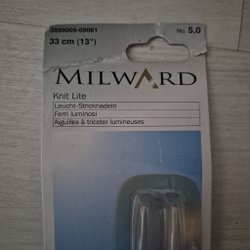 3999000-09061
33 cm (13") No. 5,0
MILWARD
Knit Lite
Leucht-Stricknadeln
Ferri luminosi
Aiguilles à tricoter lumineuses